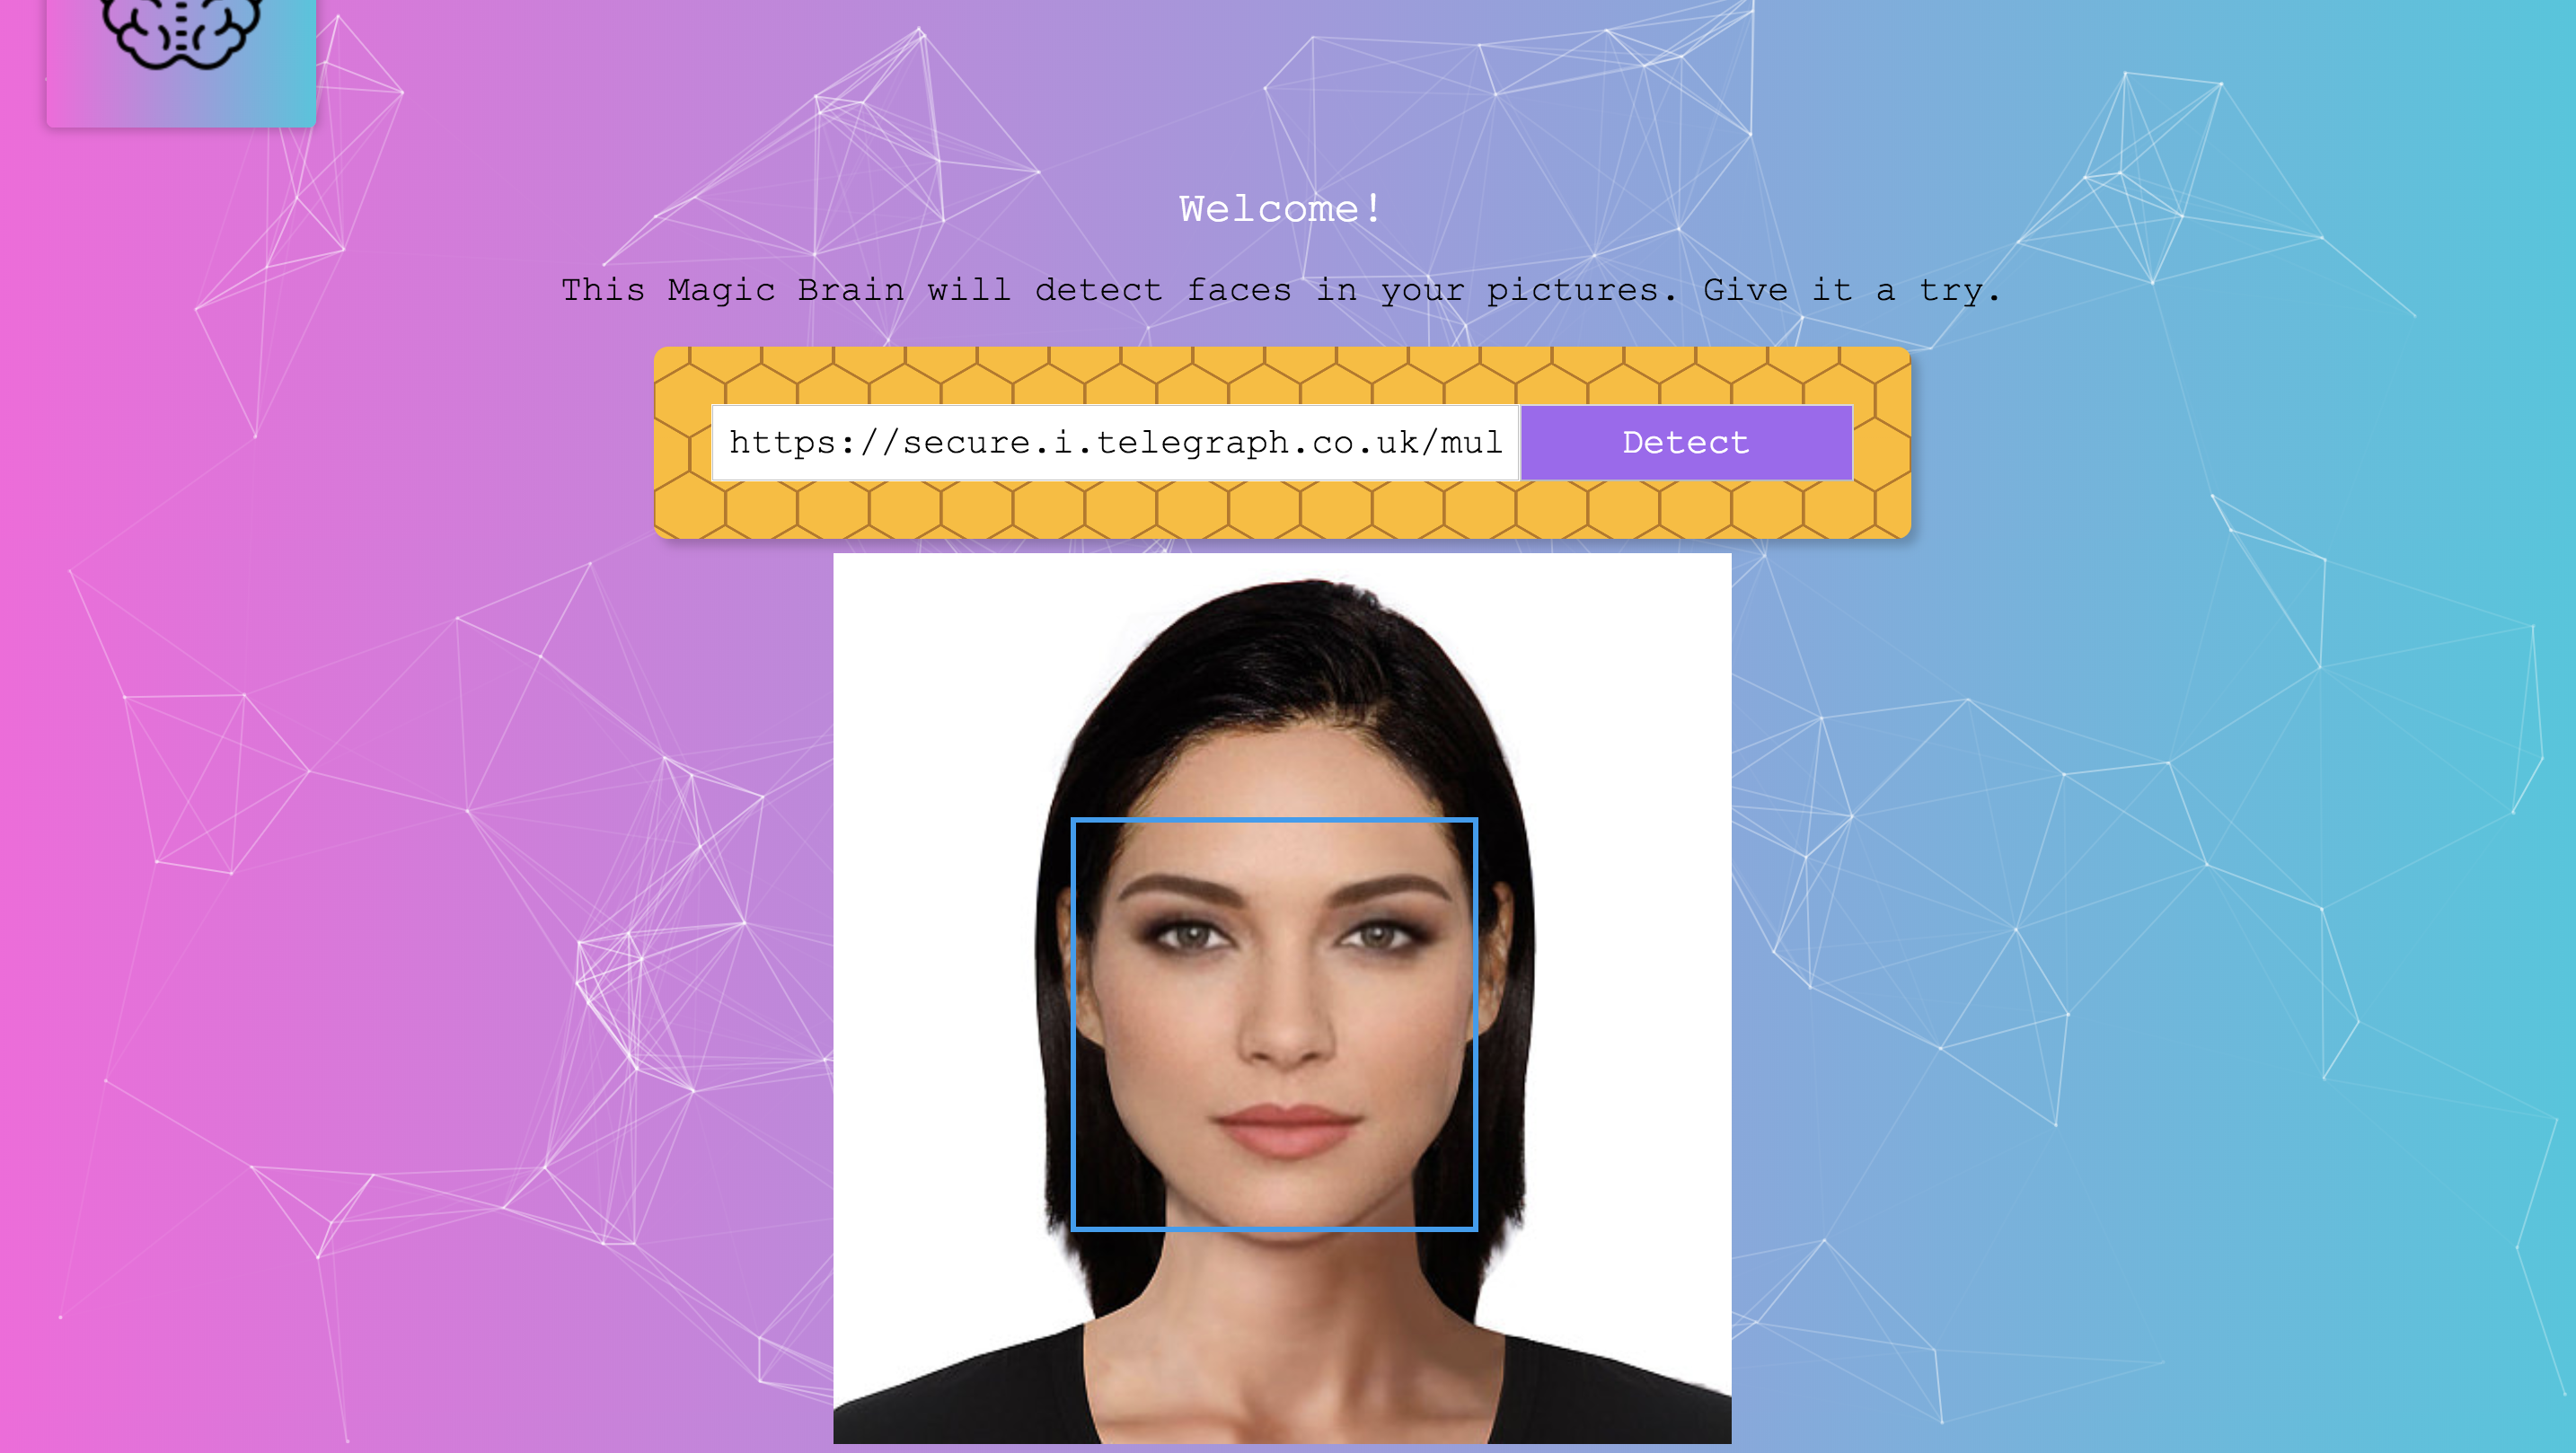 Welcome!
This Magic Brain will detect faces in your pictures. Give it a try.
https://secure.i.telegraph.co.uk/mul
Detect